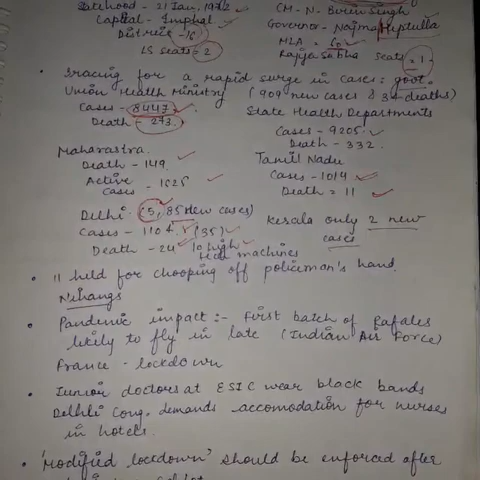 Statehood - 21 Jan, 1972
Capital - Imphal
District - 16
LS Seats - 2
CM - N. Biren Singh
Governor - Najma Heptulla
MLA = 60
Rajya Sabha Seats = 1
• Bracing for a rapid surge in cases : govt.
Union Health Ministry (909 new cases & 34 deaths)
Cases - 8447
Death - 273
State Health Departments
Cases - 9205
Death - 332
Maharastra
Death - 149
Active Cases - 1025
Tamil Nadu
Cases - 1014
Death = 11
Delhi (5, 85 new cases)
Cases - 11 (35)
Death - 24 10 high tech machines
Kerala only 2 new cases
• 11 held for chopping off policeman's hand.
Nihangs
• Pandemic impact :- First batch of Rafales
likely to fly in late (Indian Air Force)
France - lockdown
• Junior doctors at ESIC wear black bands
Delhi Cong. demands accomodation for nurses
in hotels.
• 'Modified lockdown' should be enforced after